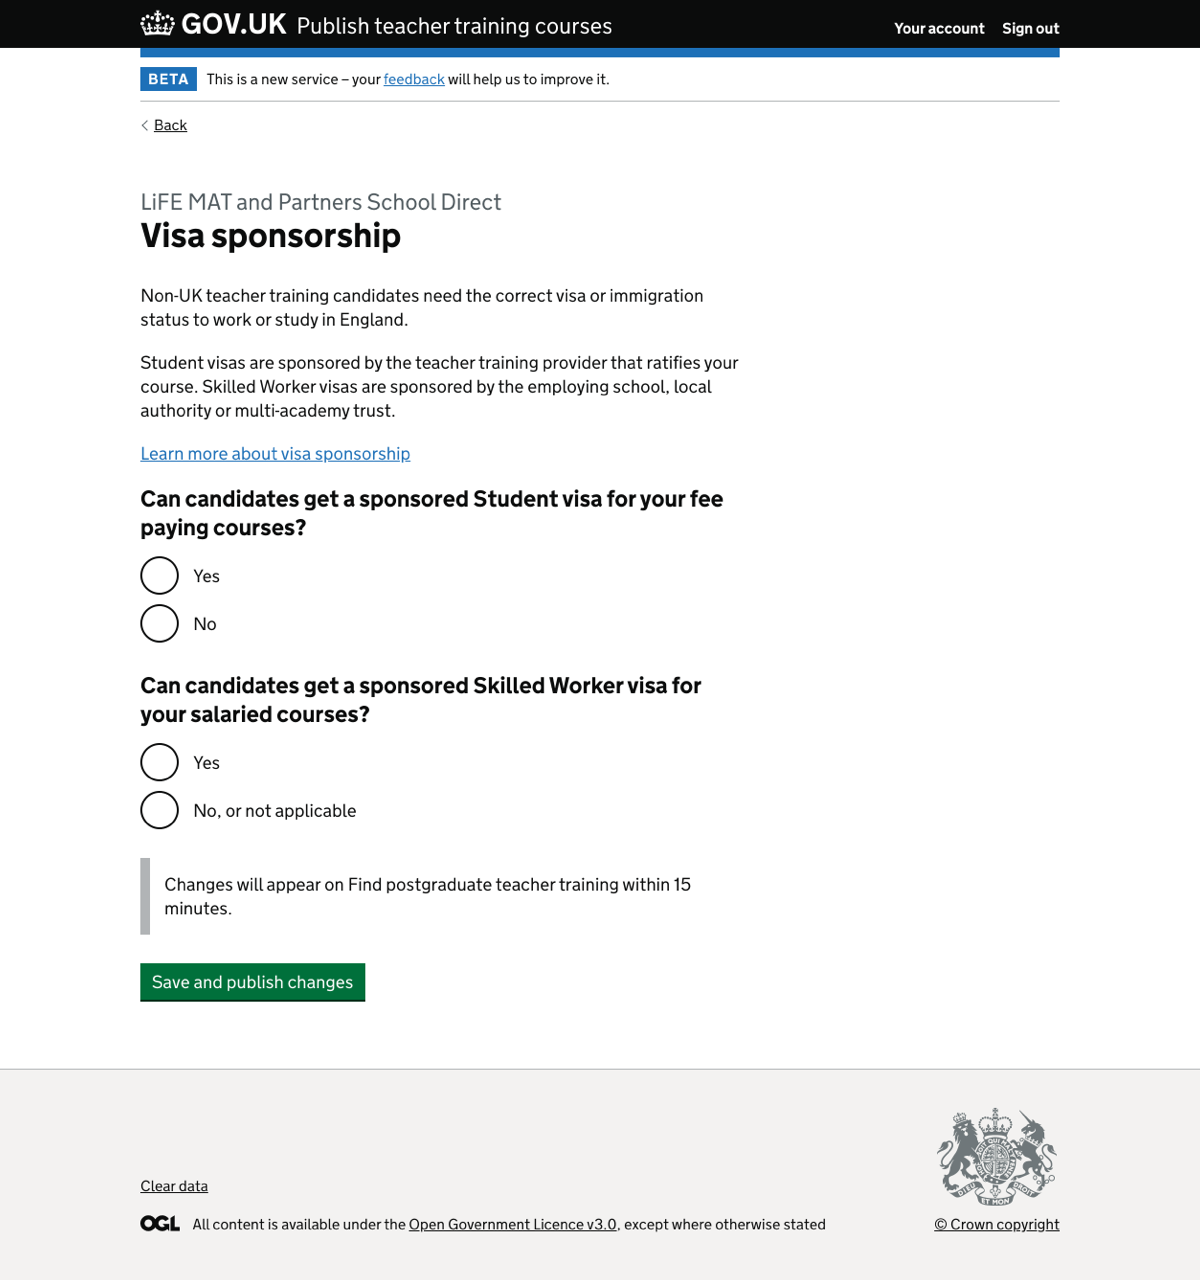 GOV.UK Publish teacher training courses
Your account Sign out
BETA This is a new service – your feedback will help us to improve it.
Back
LiFE MAT and Partners School Direct
Visa sponsorship
Non-UK teacher training candidates need the correct visa or immigration
status to work or study in England.
Student visas are sponsored by the teacher training provider that ratifies your
course. Skilled Worker visas are sponsored by the employing school, local
authority or multi-academy trust.
Learn more about visa sponsorship
Can candidates get a sponsored Student visa for your fee
paying courses?
Yes
No
Can candidates get a sponsored Skilled Worker visa for
your salaried courses?
Yes
No, or not applicable
Changes will appear on Find postgraduate teacher training within 15
minutes.
Save and publish changes
Clear data
OGL All content is available under the Open Government Licence v3.0, except where otherwise stated
© Crown copyright